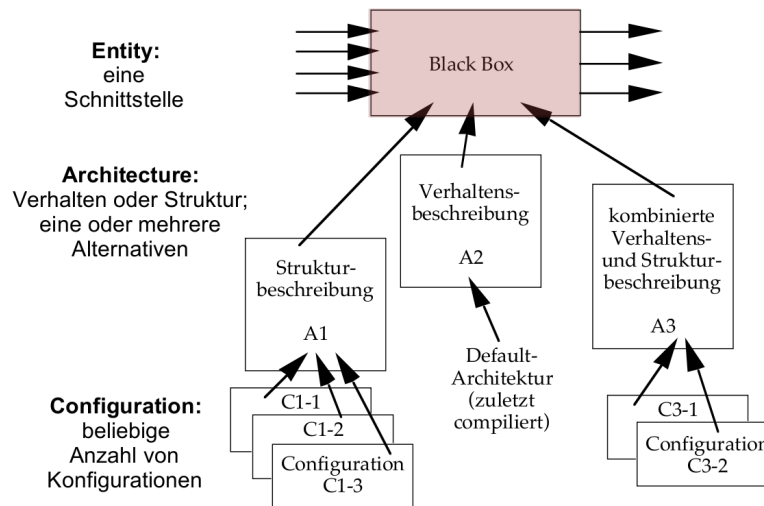 Entity:
eine
Schnittstelle
Black Box
Architecture:
Verhalten oder Struktur;
eine oder mehrere
Alternativen
Struktur-
beschreibung
A1
Verhaltens-
beschreibung
A2
kombinierte
Verhaltens-
und Struktur-
beschreibung
A3
Default-
Architektur
(zuletzt
compiliert)
Configuration:
beliebige
Anzahl von
Konfigurationen
C1-1
C1-2
Configuration
C1-3
C3-1
Configuration
C3-2